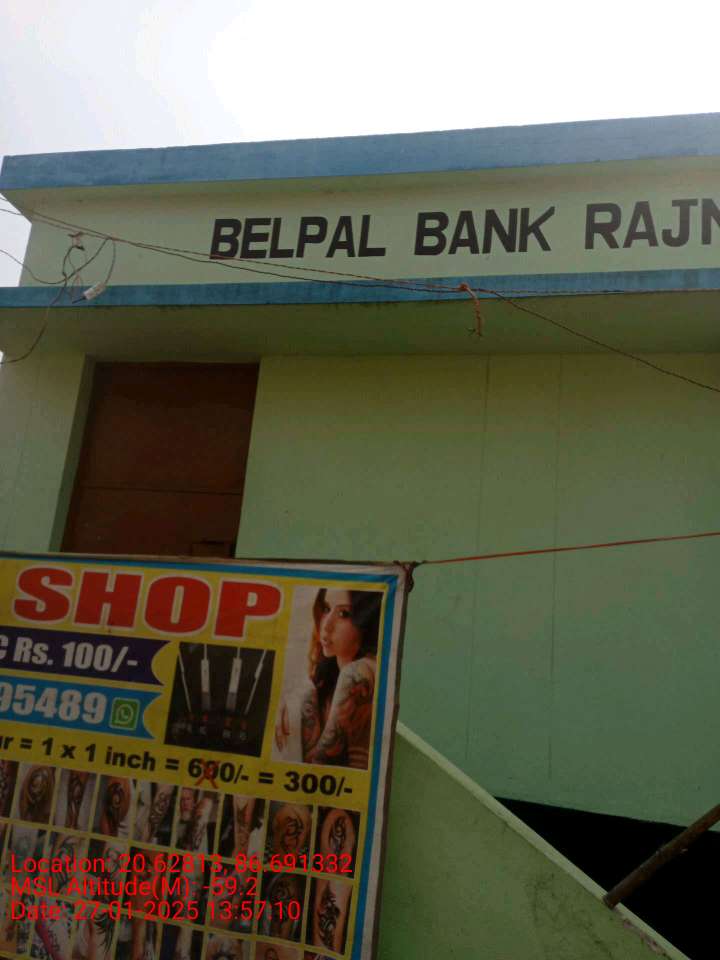 BELPAL BANK RAJN
SHOP
C Rs. 100/-
95489
ur = 1 x 1 inch = 600/- = 300/-
Location: 20.62813, 86.691332
MSL Altitude(M): -59.2
Date: 27-01-2025 13:57:10